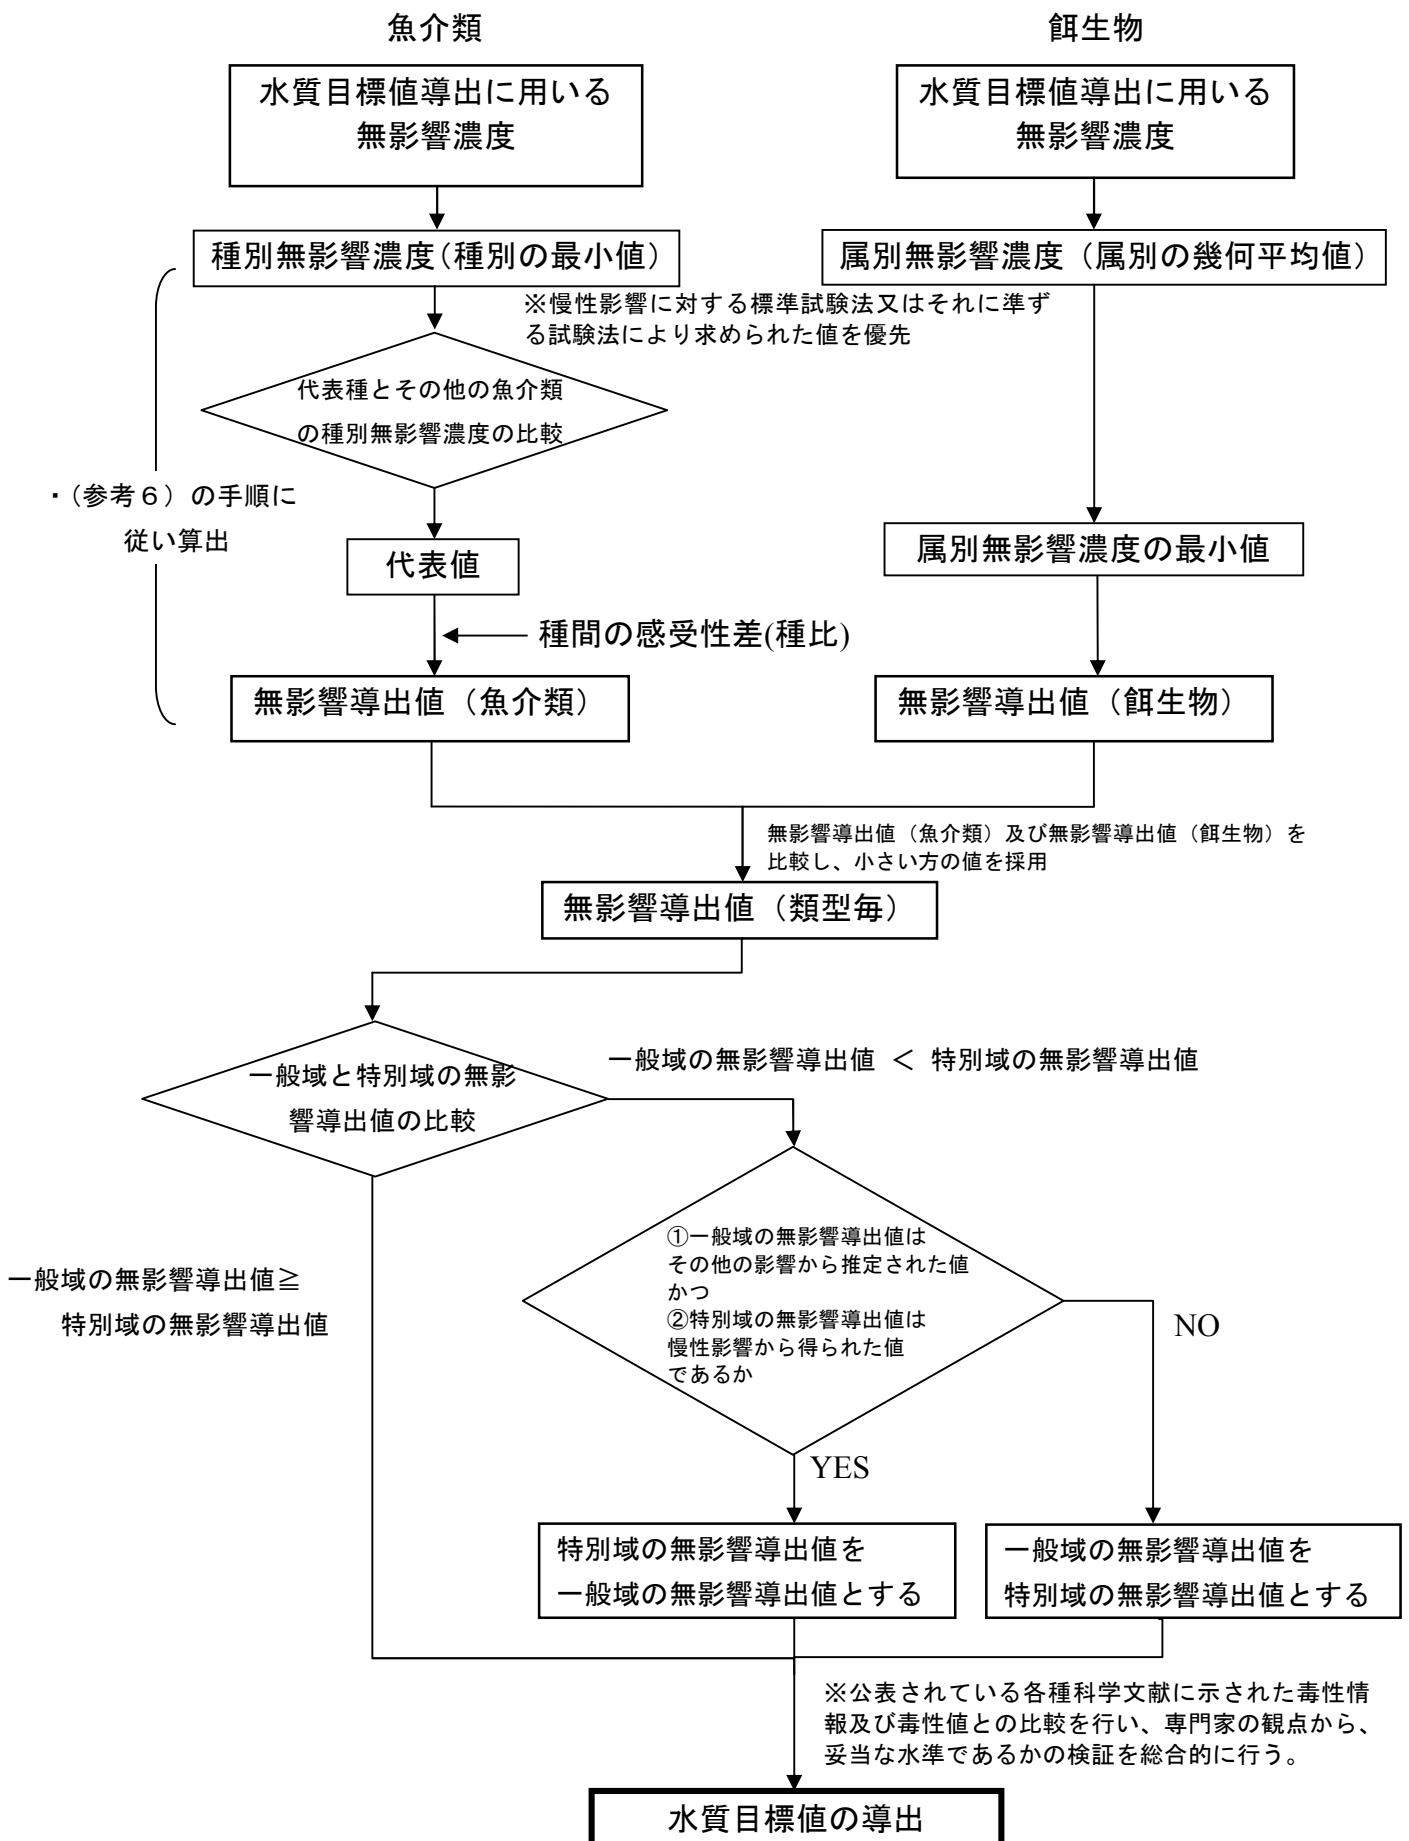 魚介類
餌生物
水質目標値導出に用いる
無影響濃度
水質目標値導出に用いる
無影響濃度
種別無影響濃度(種別の最小値)
属別無影響濃度（属別の幾何平均値）
※慢性影響に対する標準試験法又はそれに準ず
る試験法により求められた値を優先
代表種とその他の魚介類
の種別無影響濃度の比較
・（参考６）の手順に
従い算出
代表値
属別無影響濃度の最小値
種間の感受性差(種比)
無影響導出値（魚介類）
無影響導出値（餌生物）
無影響導出値（魚介類）及び無影響導出値（餌生物）を
比較し、小さい方の値を採用
無影響導出値（類型毎）
一般域と特別域の無影
響導出値の比較
一般域の無影響導出値 ＜ 特別域の無影響導出値
①一般域の無影響導出値は
その他の影響から推定された値
かつ
②特別域の無影響導出値は
慢性影響から得られた値
であるか
一般域の無影響導出値≧
特別域の無影響導出値
NO
YES
特別域の無影響導出値を
一般域の無影響導出値とする
一般域の無影響導出値を
特別域の無影響導出値とする
※公表されている各種科学文献に示された毒性情
報及び毒性値との比較を行い、専門家の観点から、
妥当な水準であるかの検証を総合的に行う。
水質目標値の導出